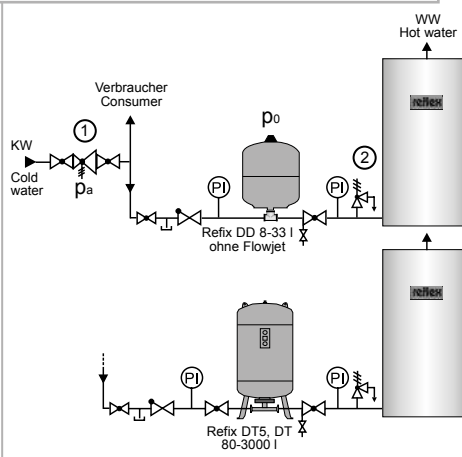 WW
Hot water
reflex
Verbraucher
Consumer
1
KW
Cold
water
pa
p0
2
PI
PI
Refix DD 8-33 l
ohne Flowjet
reflex
PI
PI
Refix DT5, DT
80-3000 l